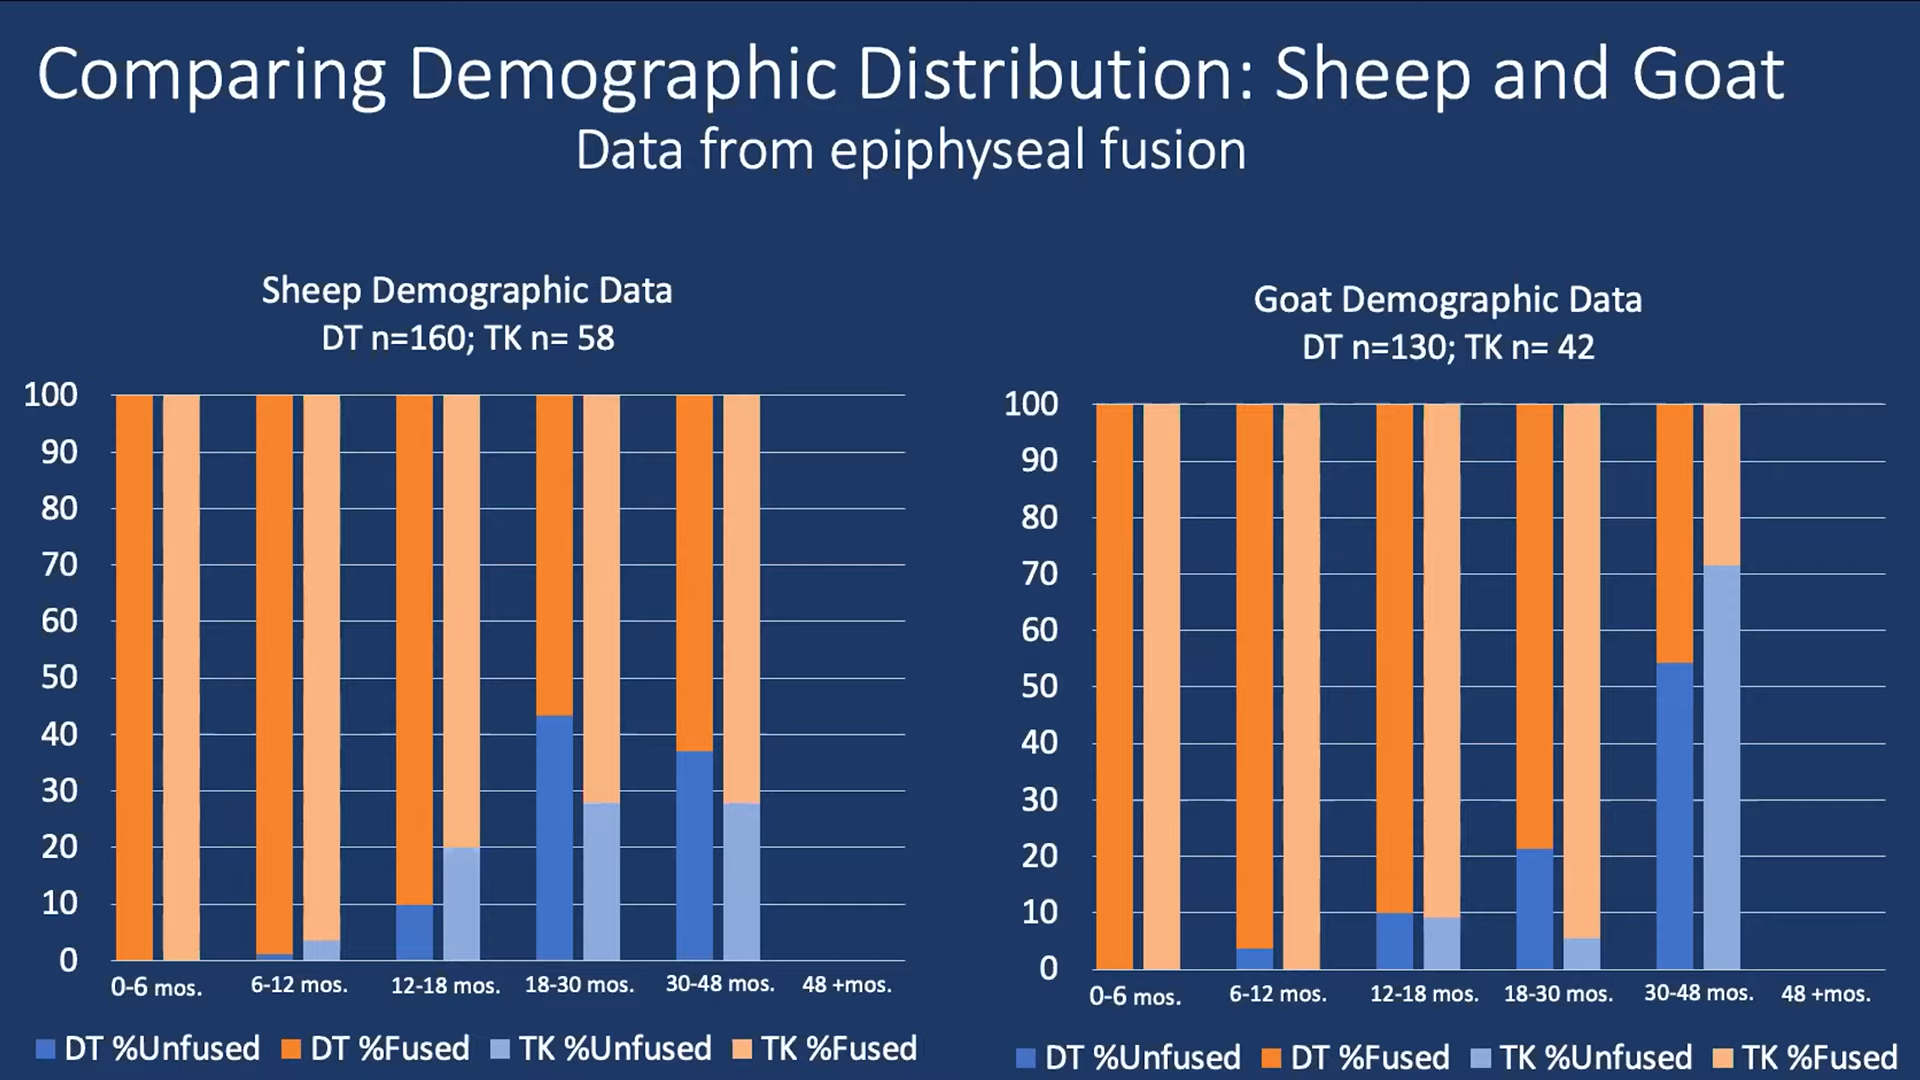 Comparing Demographic Distribution: Sheep and Goat
Data from epiphyseal fusion
Sheep Demographic Data
DT n=160; TK n= 58
100
90
80
70
60
50
40
30
20
10
0
0-6 mos. 6-12 mos. 12-18 mos. 18-30 mos. 30-48 mos. 48 +mos.
DT %Unfused DT %Fused TK %Unfused TK %Fused
Goat Demographic Data
DT n=130; TK n= 42
100
90
80
70
60
50
40
30
20
10
0
0-6 mos. 6-12 mos. 12-18 mos. 18-30 mos. 30-48 mos. 48 +mos.
DT %Unfused DT %Fused TK %Unfused TK %Fused